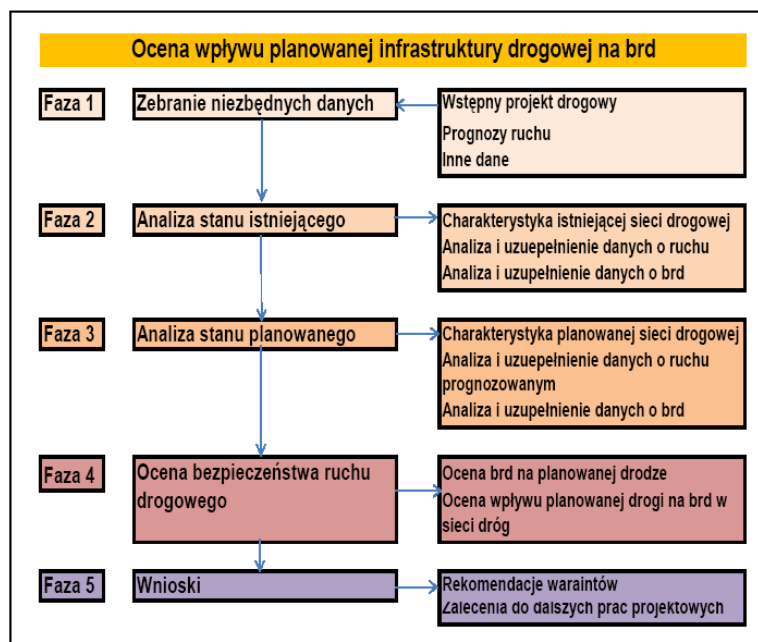 Ocena wpływu planowanej infrastruktury drogowej na brd
Faza 1
Zebranie niezbędnych danych
Wstępny projekt drogowy
Prognozy ruchu
Inne dane
Faza 2
Analiza stanu istniejącego
Charakterystyka istniejącej sieci drogowej
Analiza i uzuepełnienie danych o ruchu
Analiza i uzupełnienie danych o brd
Faza 3
Analiza stanu planowanego
Charakterystyka planowanej sieci drogowej
Analiza i uzuepełnienie danych o ruchu
prognozowanym
Analiza i uzupełnienie danych o brd
Faza 4
Ocena bezpieczeństwa ruchu
drogowego
Ocena brd na planowanej drodze
Ocena wpływu planowanej drogi na brd w
sieci dróg
Faza 5
Wnioski
Rekomendacje waraintów
Zalecenia do dalszych prac projektowych